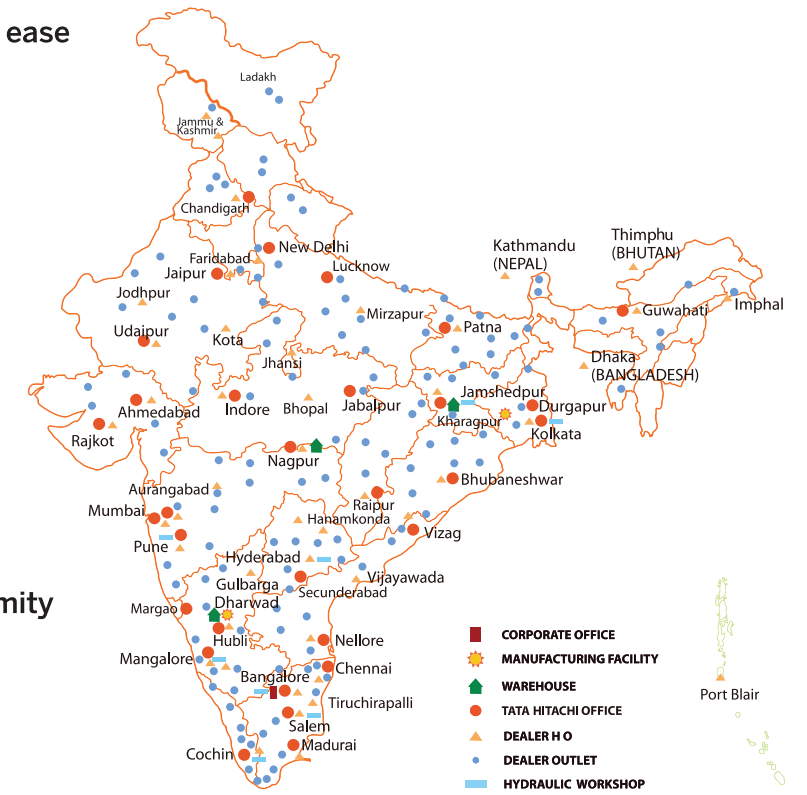 ease
Ladakh
Jammu &
Kashmir
Chandigarh
New Delhi
Faridabad
Jaipur
Lucknow
Kathmandu
(NEPAL)
Thimphu
(BHUTAN)
Jodhpur
Mirzapur
Guwahati
Imphal
Udaipur
Kota
Patna
Jhansi
Dhaka
(BANGLADESH)
Ahmedabad
Indore
Bhopal
Jabalpur
Jamshedpur
Durgapur
Kharagpur
Kolkata
Rajkot
Nagpur
Aurangabad
Bhubaneshwar
Mumbai
Raipur
Hanamkonda
Vizag
Pune
Hyderabad
Gulbarga
Vijayawada
Secunderabad
mity
Margao
Dharwad
Hubli
Nellore
Mangalore
Chennai
Bangalore
Tiruchirapalli
Salem
Cochin
Madurai
Port Blair
CORPORATE OFFICE
MANUFACTURING FACILITY
WAREHOUSE
TATA HITACHI OFFICE
DEALER H O
DEALER OUTLET
HYDRAULIC WORKSHOP